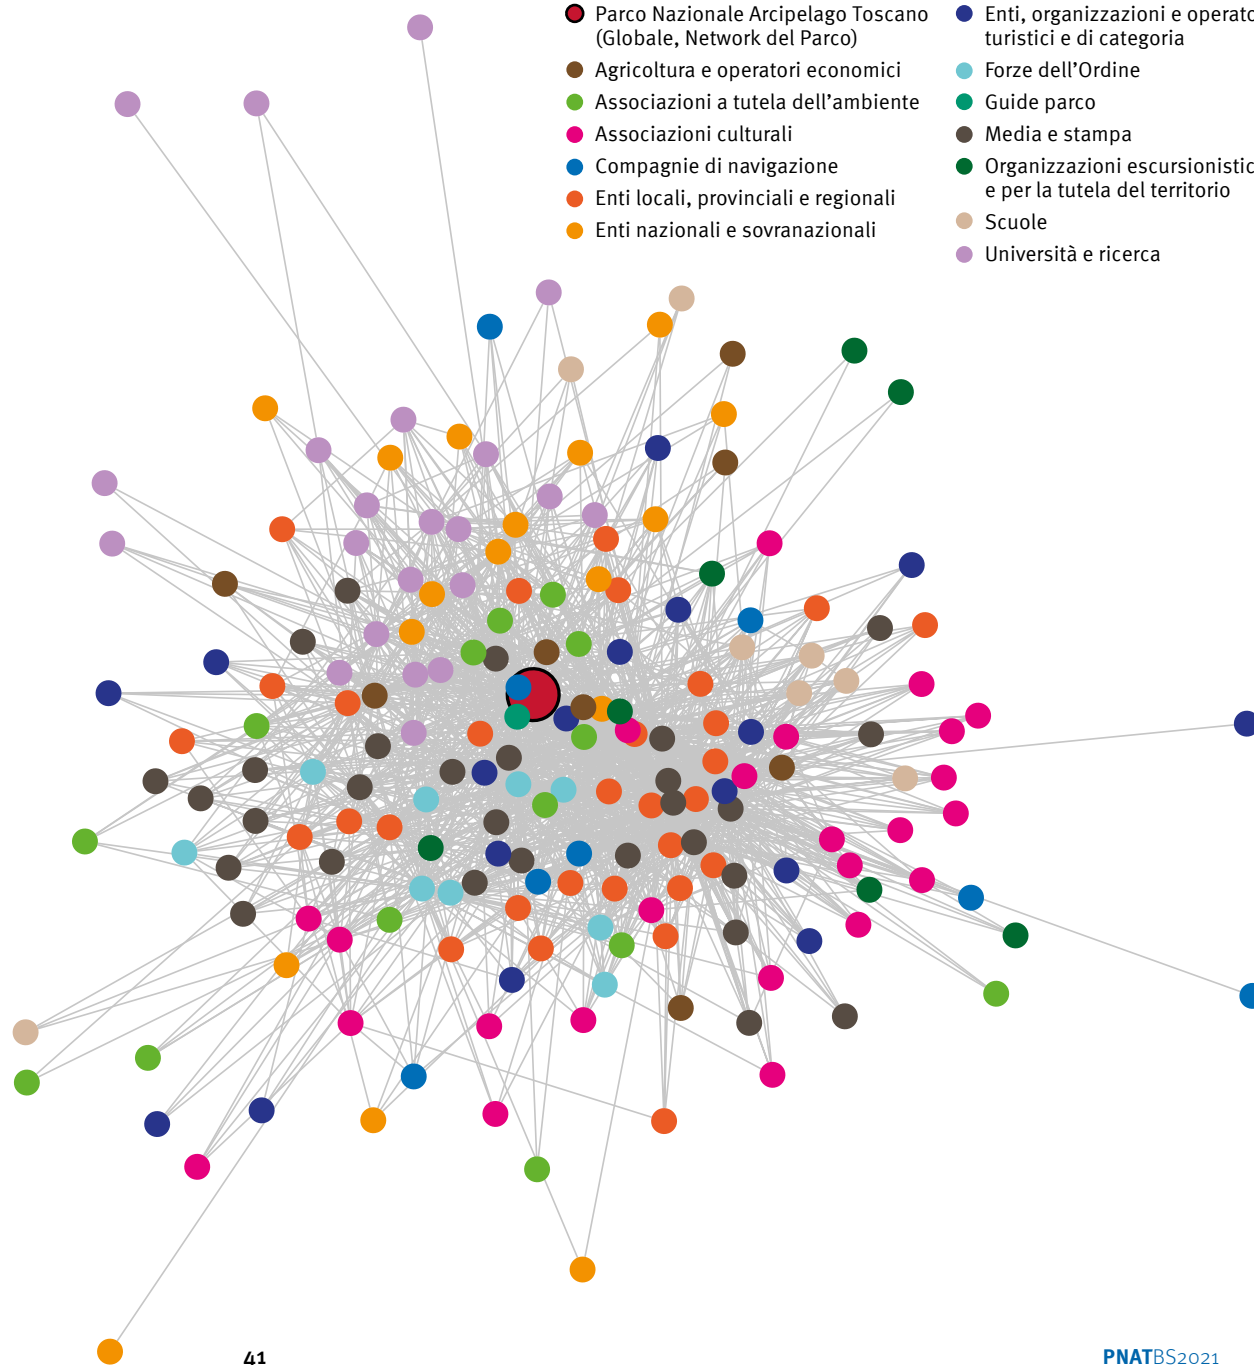 Parco Nazionale Arcipelago Toscano
(Globale, Network del Parco)
Agricoltura e operatori economici
Associazioni a tutela dell'ambiente
Associazioni culturali
Compagnie di navigazione
Enti locali, provinciali e regionali
Enti nazionali e sovranazionali
Enti, organizzazioni e operato
turistici e di categoria
Forze dell'Ordine
Guide parco
Media e stampa
Organizzazioni escursionistic
e per la tutela del territorio
Scuole
Università e ricerca
41
PNATBS2021